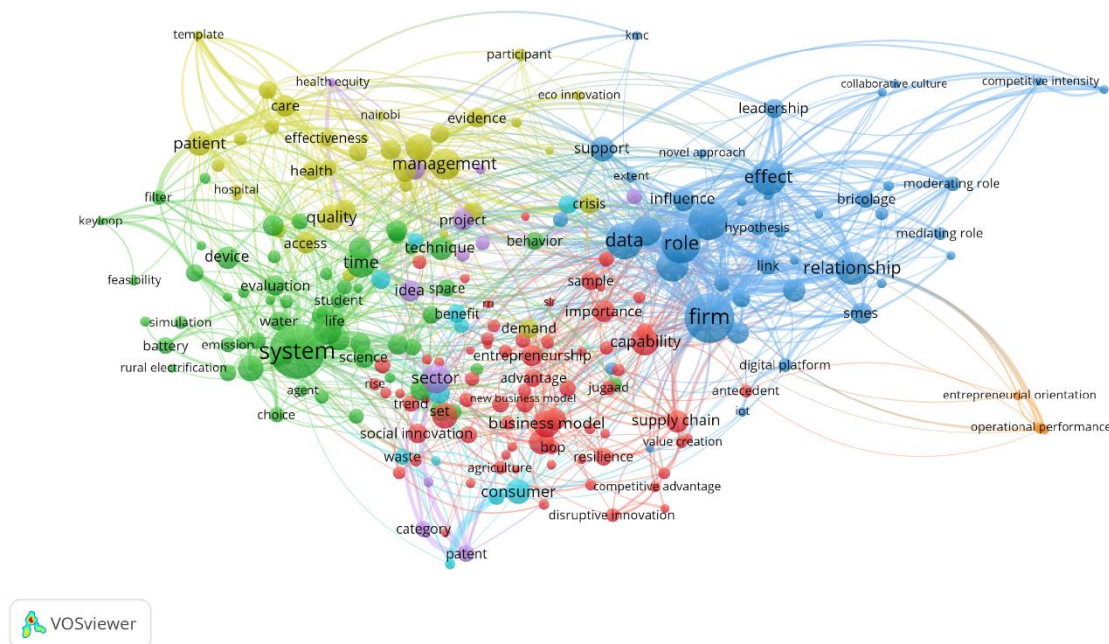 template
kmc
participant
health equity
collaborative culture
competitive intensity
eco innovation
care
leadership
nairobi
evidence
effectiveness
patient
support
novel approach
management
health
extent
effect
moderating role
filter
hospital
influence
bricolage
crisis
keyloop
quality
project
hypothesis
mediating role
access
technique
behavior
data
role
device
time
link
relationship
feasibility
evaluation
idea
space
sample
student
rri
slr
benefit
importance
smes
simulation
water
life
firm
demand
battery
emission
capability
system
science
entrepreneurship
rural electrification
digital platform
sector
advantage
agent
rise
jugaad
antecedent
entrepreneurial orientation
trend
new business model
set
choice
iot
business model
supply chain
operational performance
social innovation
value creation
bop
waste
resilience
agriculture
consumer
competitive advantage
disruptive innovation
category
patent
VOSviewer